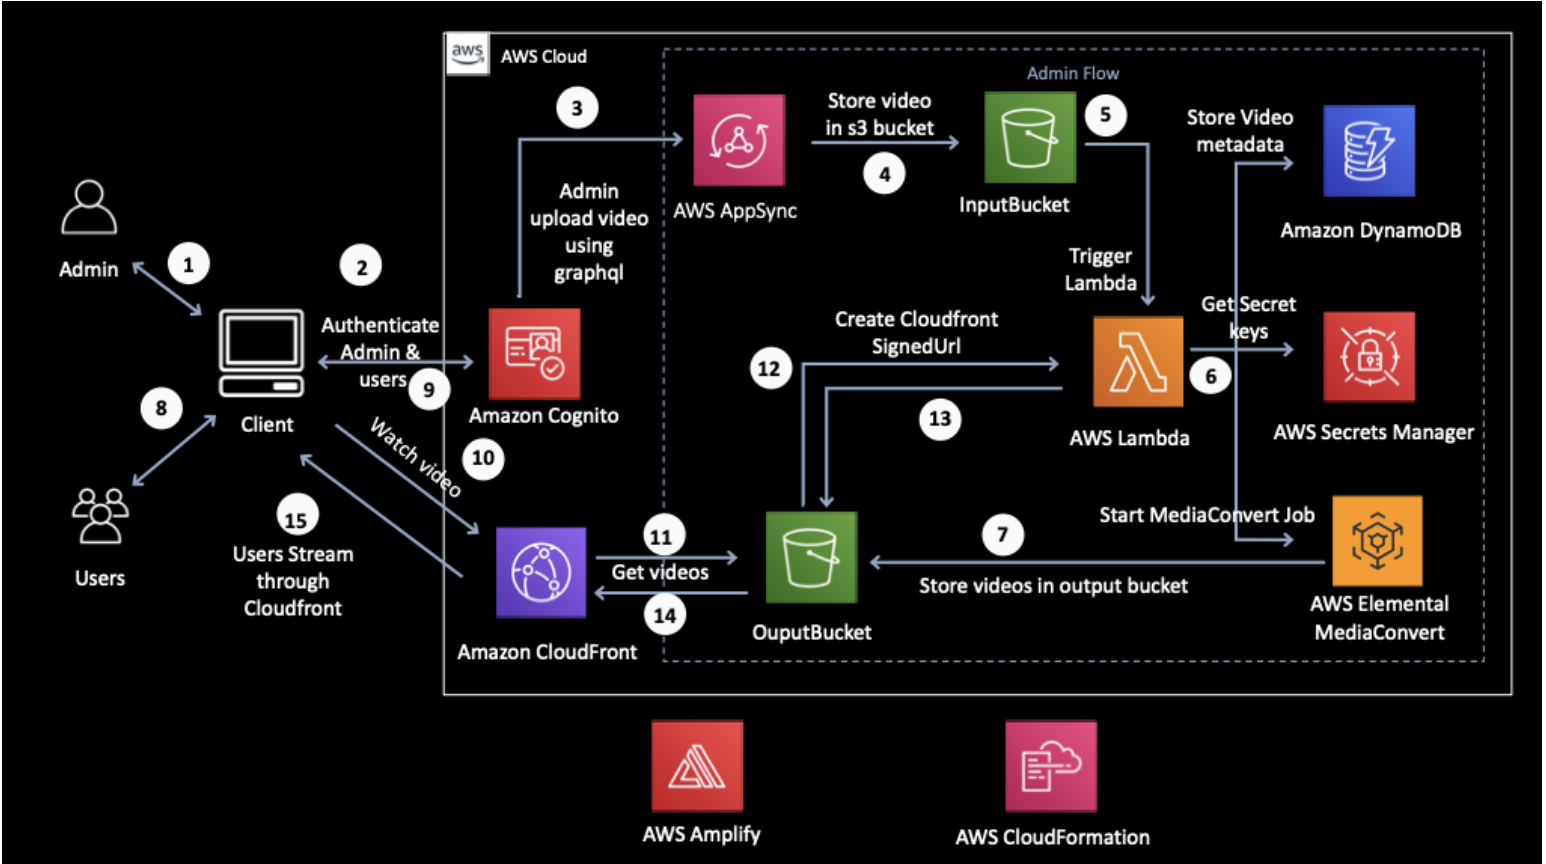 aws
AWS Cloud
Admin Flow
3
Store video
in s3 bucket
4
5
Store Video
metadata
AWS AppSync
InputBucket
Amazon DynamoDB
Admin
upload video
using
graphql
Admin
1
2
Trigger
Lambda
Authenticate
Admin &
users
9
Amazon Cognito
Create Cloudfront
SignedUrl
12
13
Get Secret
keys
6
AWS Lambda
AWS Secrets Manager
8
Client
Watch video
10
Users
15
Users Stream
through
Cloudfront
11
Get videos
14
Amazon CloudFront
OuputBucket
Start MediaConvert Job
7
Store videos in output bucket
AWS Elemental
MediaConvert
AWS Amplify
AWS CloudFormation